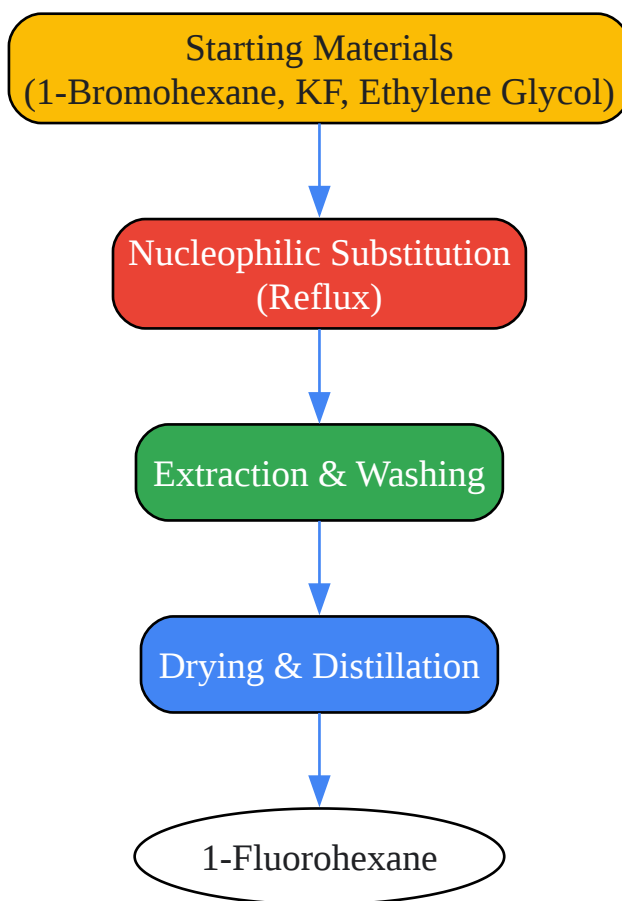 Starting Materials
(1-Bromohexane, KF, Ethylene Glycol)
Nucleophilic Substitution
(Reflux)
Extraction & Washing
Drying & Distillation
1-Fluorohexane